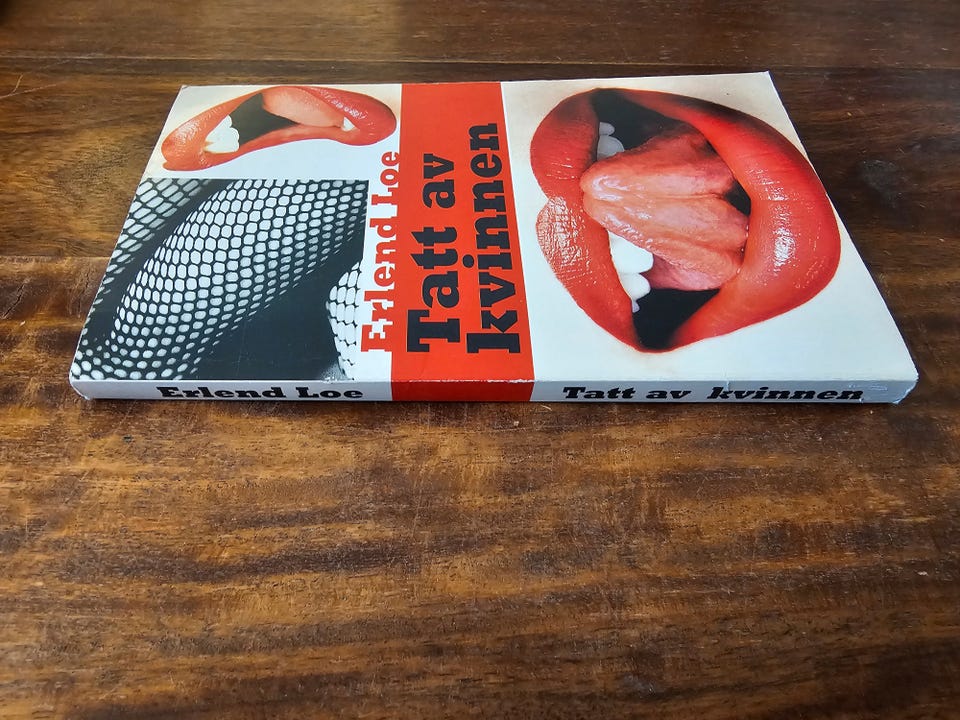 Erlend Loe
Tatt av
kvinnen
Erlend Loe
Tatt av kvinnen